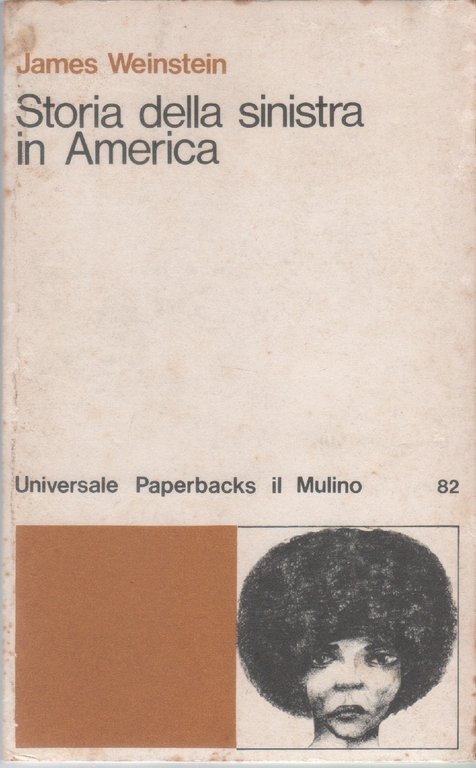 James Weinstein
Storia della sinistra
in America
Universale Paperbacks il Mulino 82